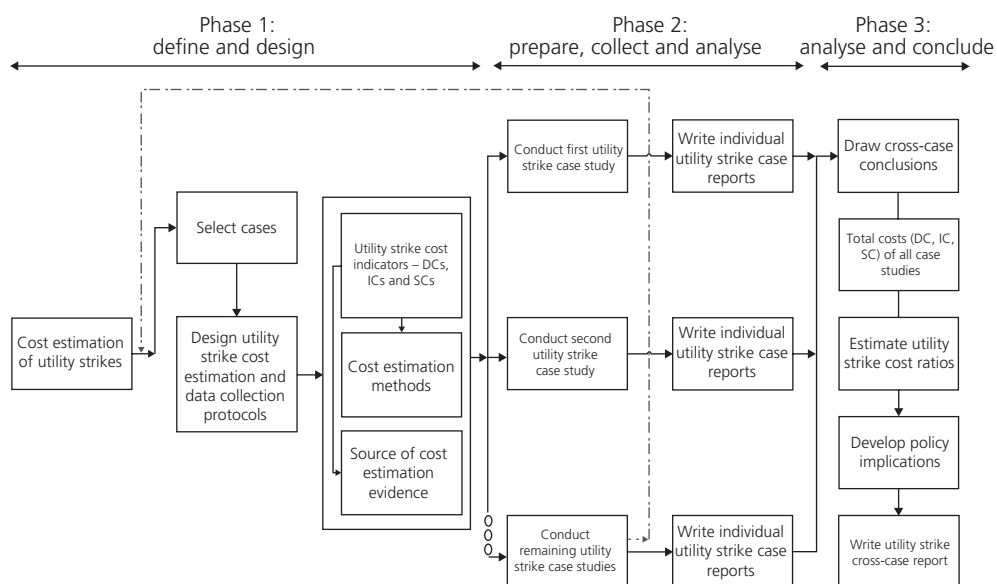 Phase 1:
define and design
Phase 2:
prepare, collect and analyse
Phase 3:
analyse and conclude
Cost estimation
of utility strikes
Select cases
Design utility
strike cost
estimation and
data collection
protocols
Utility strike cost
indicators – DCs,
ICs and SCs
Cost estimation
methods
Source of cost
estimation
evidence
Conduct first utility
strike case study
Write individual
utility strike case
reports
Conduct second
utility strike
case study
Write individual
utility strike case
reports
Conduct
remaining utility
strike case studies
Write individual
utility strike case
reports
Draw cross-case
conclusions
Total costs (DC, IC,
SC) of all case
studies
Estimate utility
strike cost ratios
Develop policy
implications
Write utility strike
cross-case report